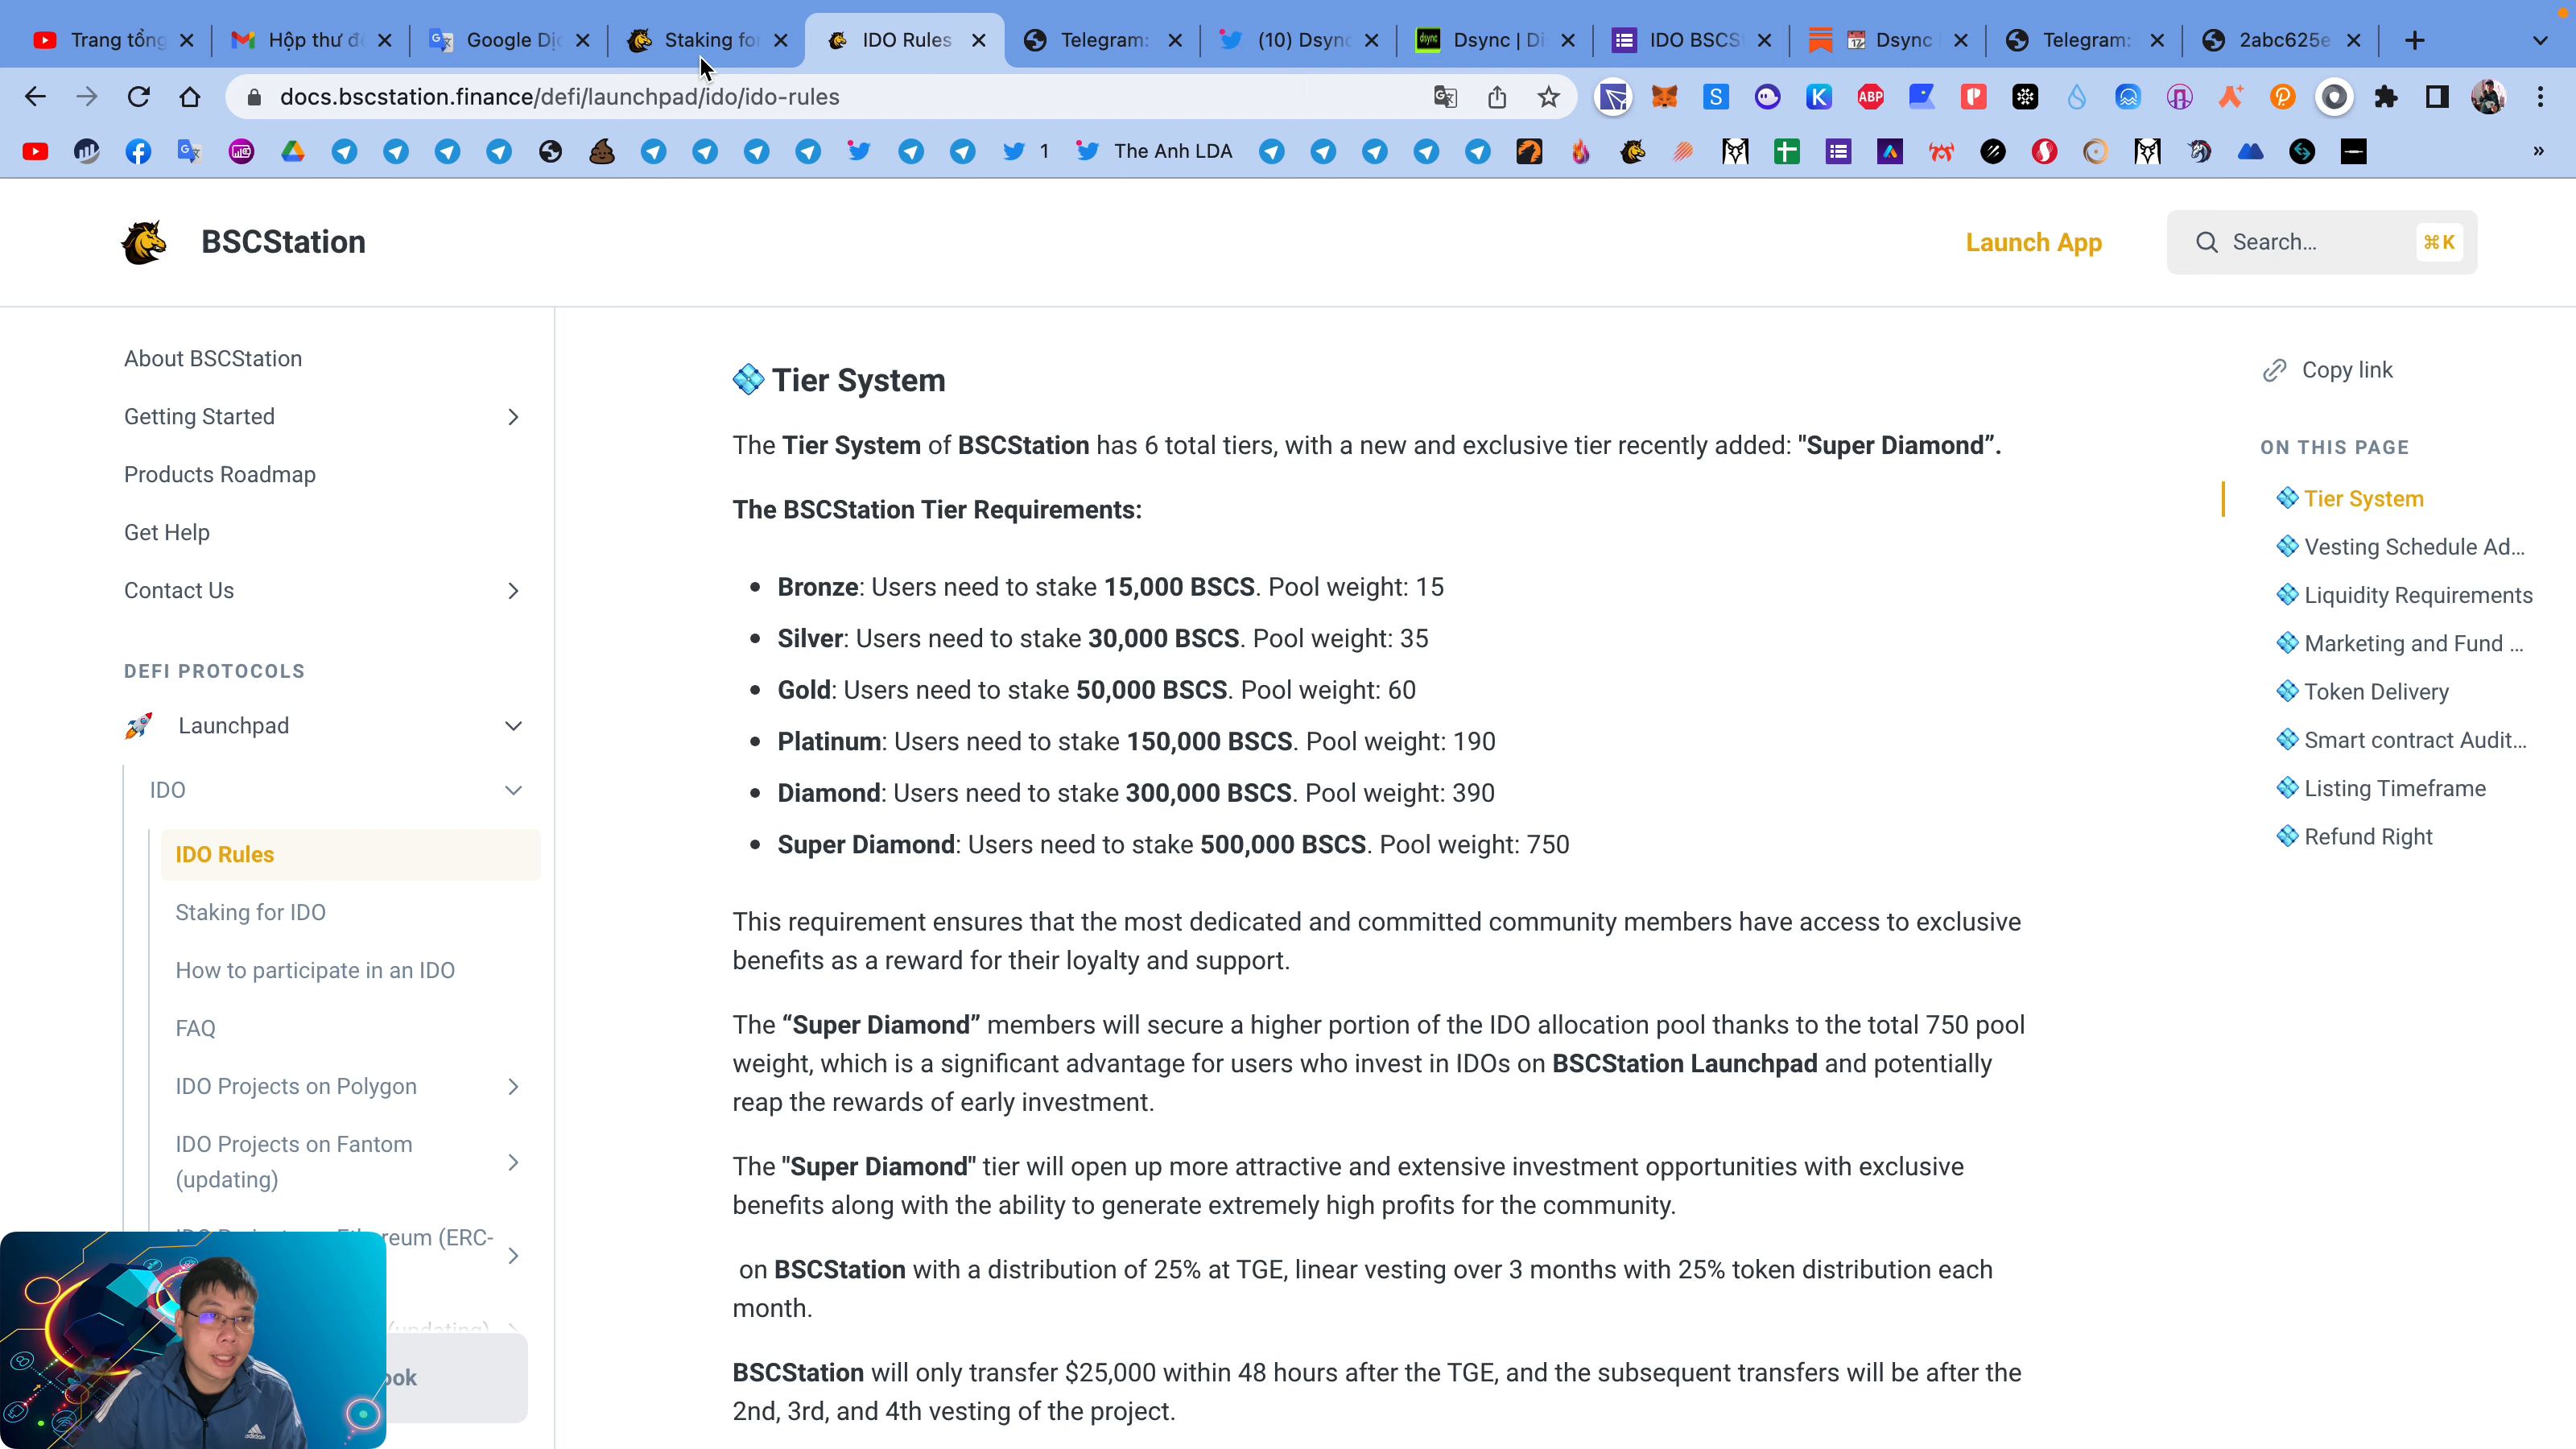 Trang tổng
Hộp thư đ
Google Dịc
Staking for
IDO Rules
Telegram:
(10) Dsync
Dsync | Di
IDO BSCS
Dsync
Telegram:
2abc625e
docs.bscstation.finance/defi/launchpad/ido/ido-rules
1
The Anh LDA
BSCStation
Launch App
Search...
⌘K
About BSCStation
Getting Started
Products Roadmap
Get Help
Contact Us
DEFI PROTOCOLS
Launchpad
IDO
IDO Rules
Staking for IDO
How to participate in an IDO
FAQ
IDO Projects on Polygon
IDO Projects on Fantom
(updating)
reum (ERC-
(updating)
ook
Tier System
The Tier System of BSCStation has 6 total tiers, with a new and exclusive tier recently added: "Super Diamond”.
The BSCStation Tier Requirements:
• Bronze: Users need to stake 15,000 BSCS. Pool weight: 15
• Silver: Users need to stake 30,000 BSCS. Pool weight: 35
• Gold: Users need to stake 50,000 BSCS. Pool weight: 60
• Platinum: Users need to stake 150,000 BSCS. Pool weight: 190
• Diamond: Users need to stake 300,000 BSCS. Pool weight: 390
• Super Diamond: Users need to stake 500,000 BSCS. Pool weight: 750
This requirement ensures that the most dedicated and committed community members have access to exclusive
benefits as a reward for their loyalty and support.
The “Super Diamond” members will secure a higher portion of the IDO allocation pool thanks to the total 750 pool
weight, which is a significant advantage for users who invest in IDOs on BSCStation Launchpad and potentially
reap the rewards of early investment.
The "Super Diamond" tier will open up more attractive and extensive investment opportunities with exclusive
benefits along with the ability to generate extremely high profits for the community.
on BSCStation with a distribution of 25% at TGE, linear vesting over 3 months with 25% token distribution each
month.
BSCStation will only transfer $25,000 within 48 hours after the TGE, and the subsequent transfers will be after the
2nd, 3rd, and 4th vesting of the project.
Copy link
ON THIS PAGE
Tier System
Vesting Schedule Ad...
Liquidity Requirements
Marketing and Fund ...
Token Delivery
Smart contract Audit...
Listing Timeframe
Refund Right